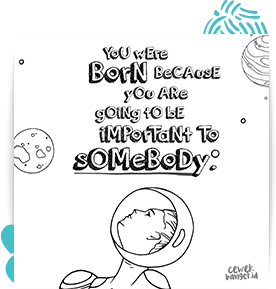 YOU WERE
BORN BECAUSE
YOU ARE
GOING TO BE
IMPORTANT TO
SOMEBODY.
CEWEK
BANGET.ID